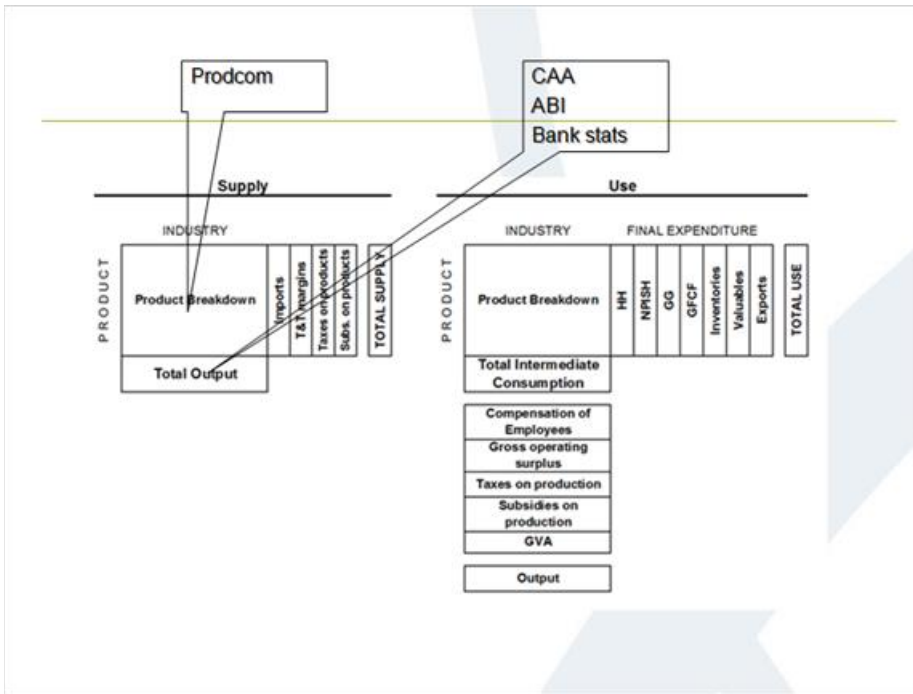 Prodcom
CAA
ABI
Bank stats
Supply
INDUSTRY
PRODUCT
Product Breakdown
Imports
T&T margins
Taxes on products
Subs. on products
TOTAL SUPPLY
Total Output
Use
INDUSTRY
FINAL EXPENDITURE
PRODUCT
Product Breakdown
HH
NPISH
GG
GFCF
Inventories
Valuables
Exports
TOTAL USE
Total Intermediate
Consumption
Compensation of
Employees
Gross operating
surplus
Taxes on production
Subsidies on
production
GVA
Output